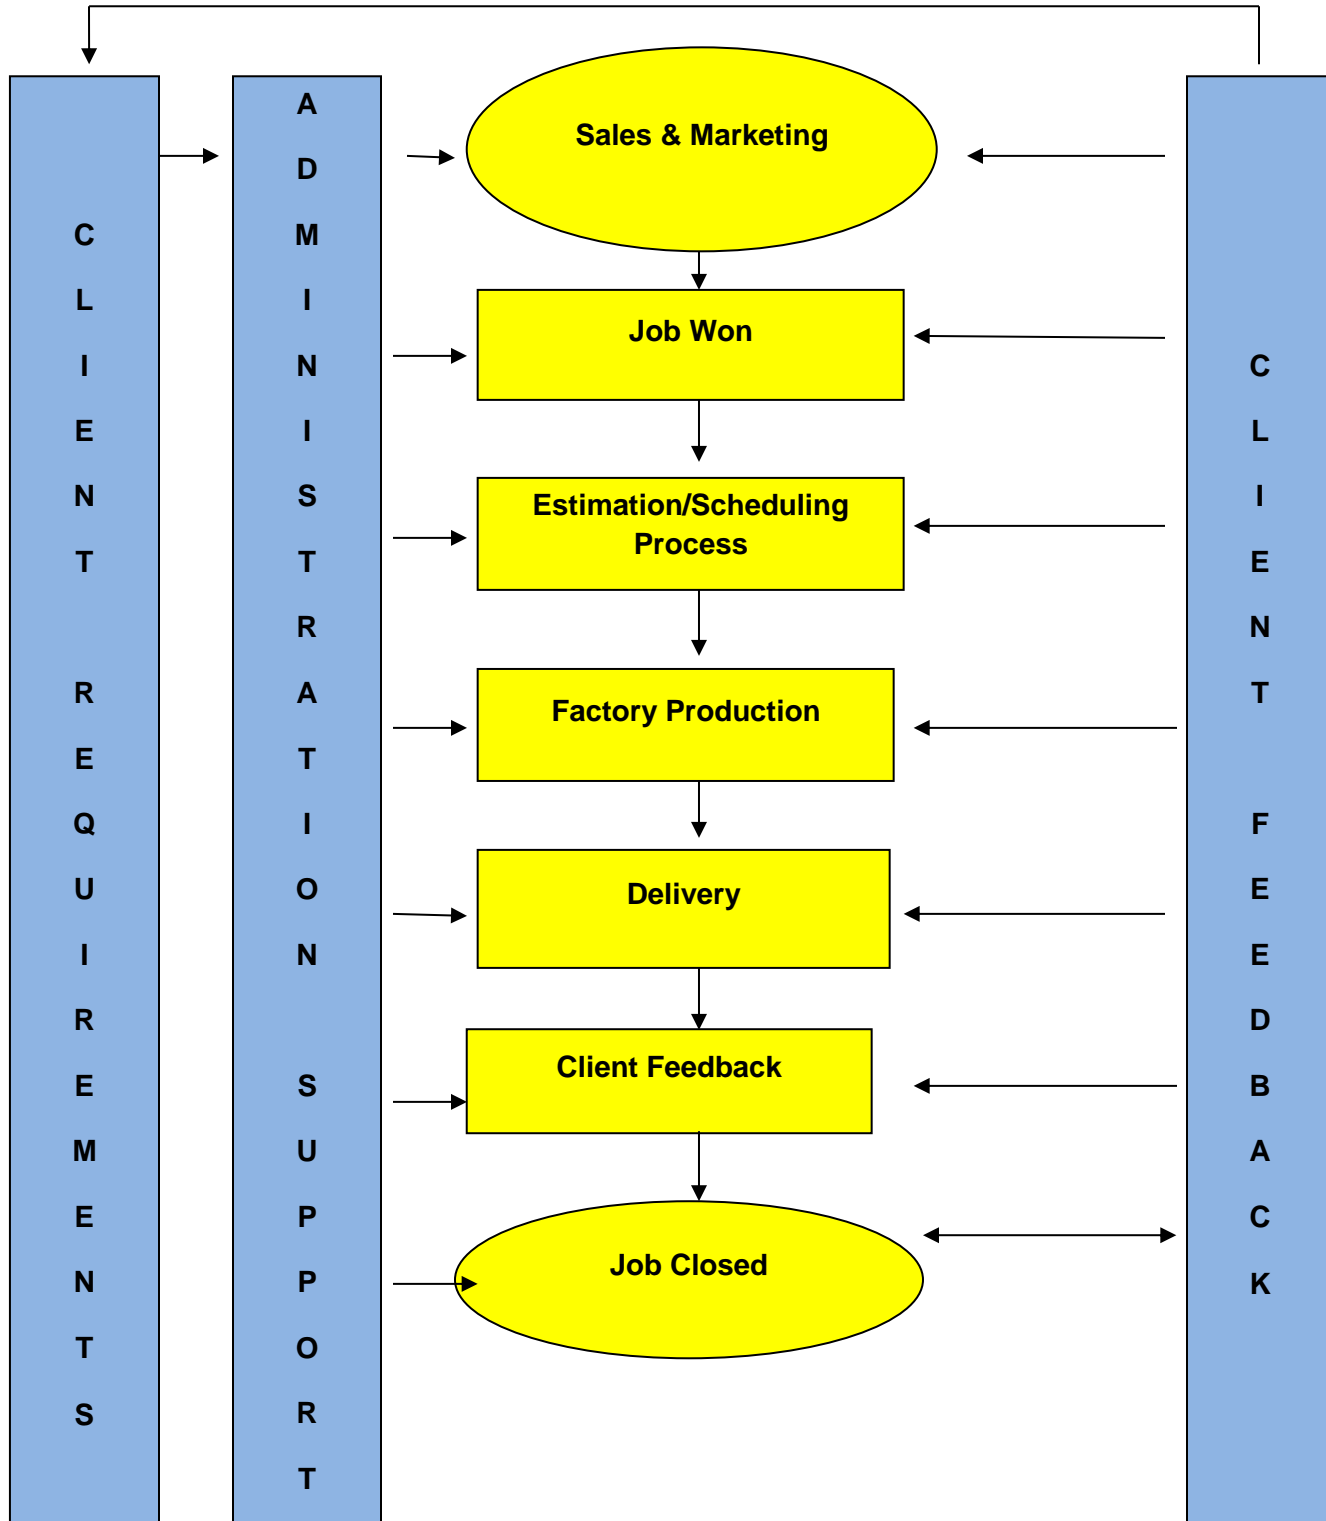 CLIENT REQUIREMENTS
ADMINISTRATION SUPPORT
Sales & Marketing
Job Won
Estimation/Scheduling
Process
Factory Production
Delivery
Client Feedback
Job Closed
CLIENT FEEDBACK